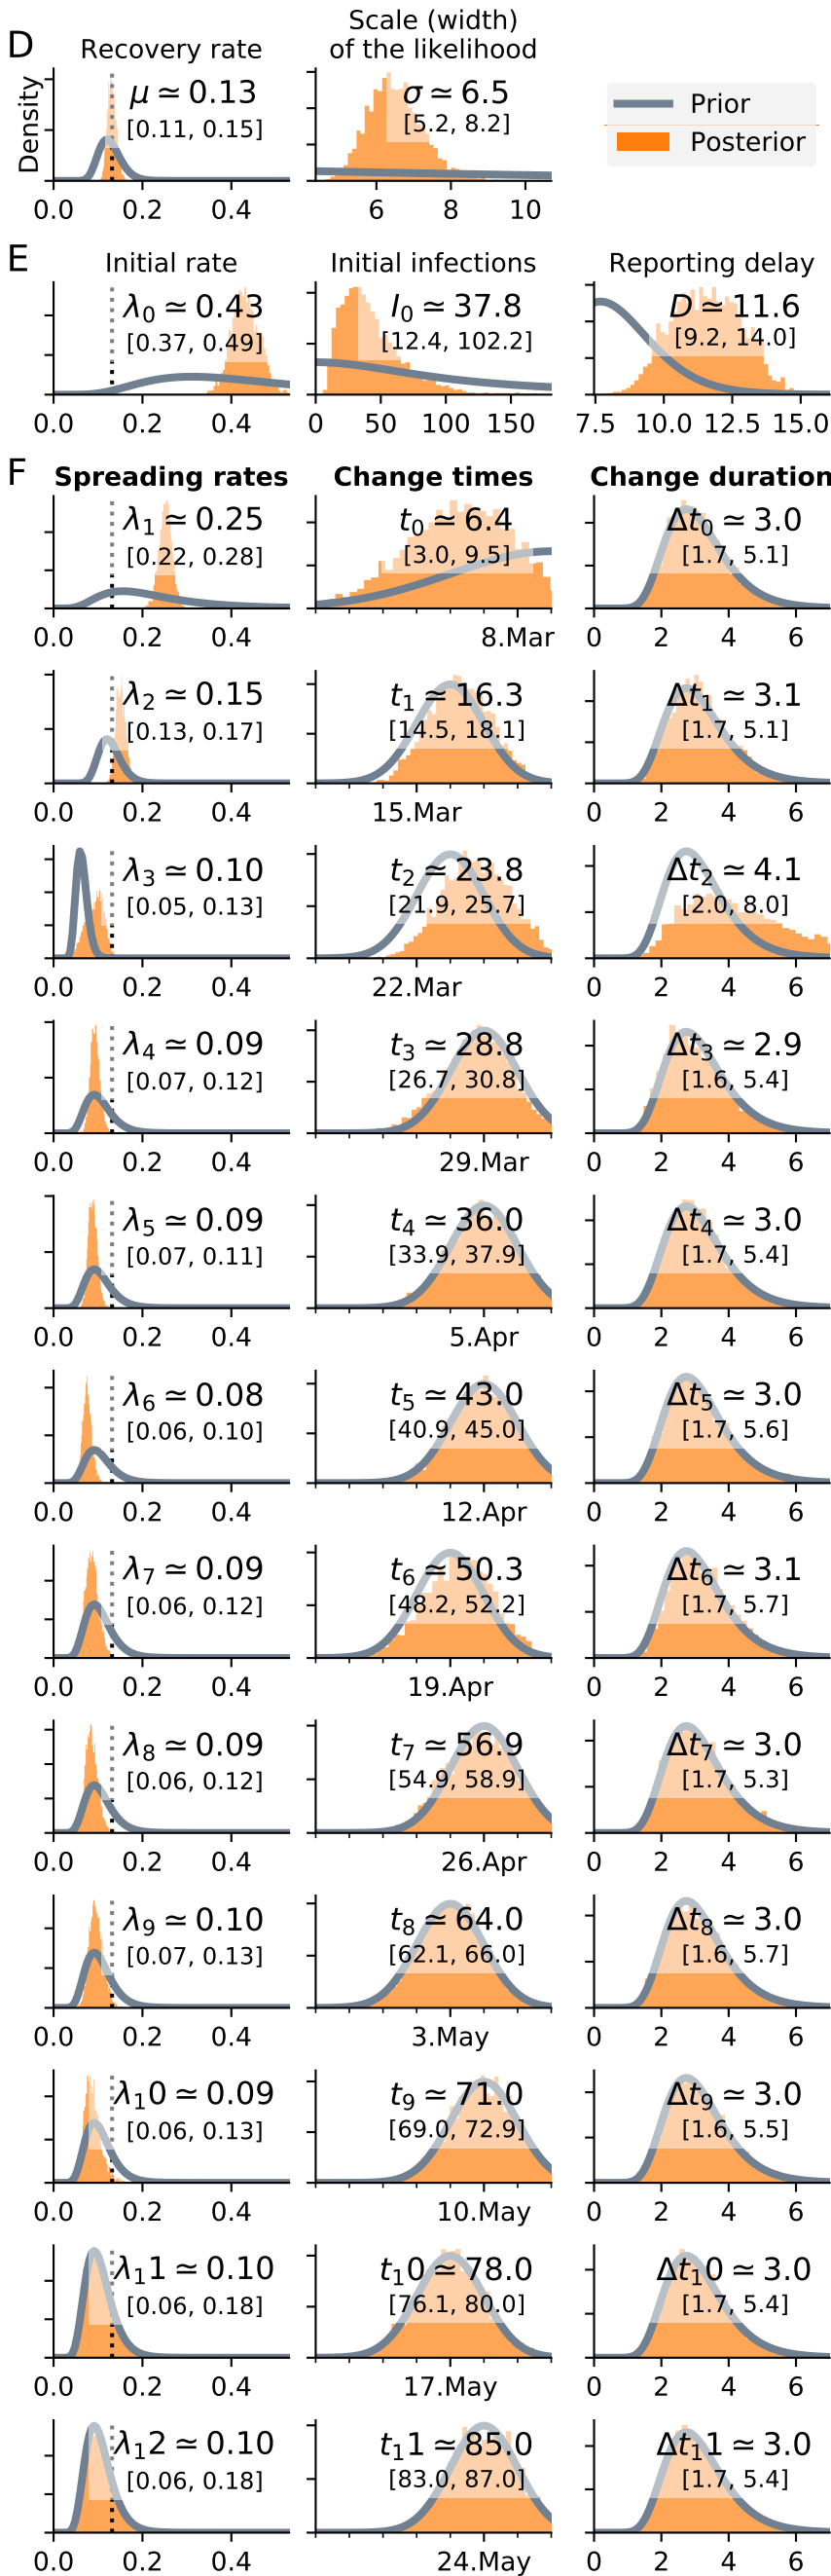 D
Recovery rate
Scale (width)
of the likelihood
Density
μ ≃ 0.13
[0.11, 0.15]
σ ≃ 6.5
[5.2, 8.2]
Prior
Posterior
0.0 0.2 0.4
6 8 10
E
Initial rate
Initial infections
Reporting delay
λ0 ≃ 0.43
[0.37, 0.49]
I0 ≃ 37.8
[12.4, 102.2]
D ≃ 11.6
[9.2, 14.0]
0.0 0.2 0.4
0 50 100 150
7.5 10.0 12.5 15.0
F
Spreading rates
Change times
Change duration
λ1 ≃ 0.25
[0.22, 0.28]
t0 ≃ 6.4
[3.0, 9.5]
Δt0 ≃ 3.0
[1.7, 5.1]
0.0 0.2 0.4
8.Mar
0 2 4 6
λ2 ≃ 0.15
[0.13, 0.17]
t1 ≃ 16.3
[14.5, 18.1]
Δt1 ≃ 3.1
[1.7, 5.1]
0.0 0.2 0.4
15.Mar
0 2 4 6
λ3 ≃ 0.10
[0.05, 0.13]
t2 ≃ 23.8
[21.9, 25.7]
Δt2 ≃ 4.1
[2.0, 8.0]
0.0 0.2 0.4
22.Mar
0 2 4 6
λ4 ≃ 0.09
[0.07, 0.12]
t3 ≃ 28.8
[26.7, 30.8]
Δt3 ≃ 2.9
[1.6, 5.4]
0.0 0.2 0.4
29.Mar
0 2 4 6
λ5 ≃ 0.09
[0.07, 0.11]
t4 ≃ 36.0
[33.9, 37.9]
Δt4 ≃ 3.0
[1.7, 5.4]
0.0 0.2 0.4
5.Apr
0 2 4 6
λ6 ≃ 0.08
[0.06, 0.10]
t5 ≃ 43.0
[40.9, 45.0]
Δt5 ≃ 3.0
[1.7, 5.6]
0.0 0.2 0.4
12.Apr
0 2 4 6
λ7 ≃ 0.09
[0.06, 0.12]
t6 ≃ 50.3
[48.2, 52.2]
Δt6 ≃ 3.1
[1.7, 5.7]
0.0 0.2 0.4
19.Apr
0 2 4 6
λ8 ≃ 0.09
[0.06, 0.12]
t7 ≃ 56.9
[54.9, 58.9]
Δt7 ≃ 3.0
[1.7, 5.3]
0.0 0.2 0.4
26.Apr
0 2 4 6
λ9 ≃ 0.10
[0.07, 0.13]
t8 ≃ 64.0
[62.1, 66.0]
Δt8 ≃ 3.0
[1.6, 5.7]
0.0 0.2 0.4
3.May
0 2 4 6
λ10 ≃ 0.09
[0.06, 0.13]
t9 ≃ 71.0
[69.0, 72.9]
Δt9 ≃ 3.0
[1.6, 5.5]
0.0 0.2 0.4
10.May
0 2 4 6
λ11 ≃ 0.10
[0.06, 0.18]
t10 ≃ 78.0
[76.1, 80.0]
Δt10 ≃ 3.0
[1.7, 5.4]
0.0 0.2 0.4
17.May
0 2 4 6
λ12 ≃ 0.10
[0.06, 0.18]
t11 ≃ 85.0
[83.0, 87.0]
Δt11 ≃ 3.0
[1.7, 5.4]
0.0 0.2 0.4
24.May
0 2 4 6